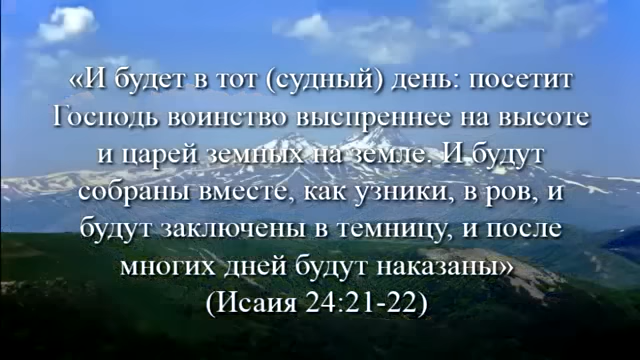 «И будет в тот (судный) день: посетит
Господь воинство выспреннее на высоте
и царей земных на земле. И будут
собраны вместе, как узники, в ров, и
будут заключены в темницу, и после
многих дней будут наказаны»
(Исаия 24:21-22)